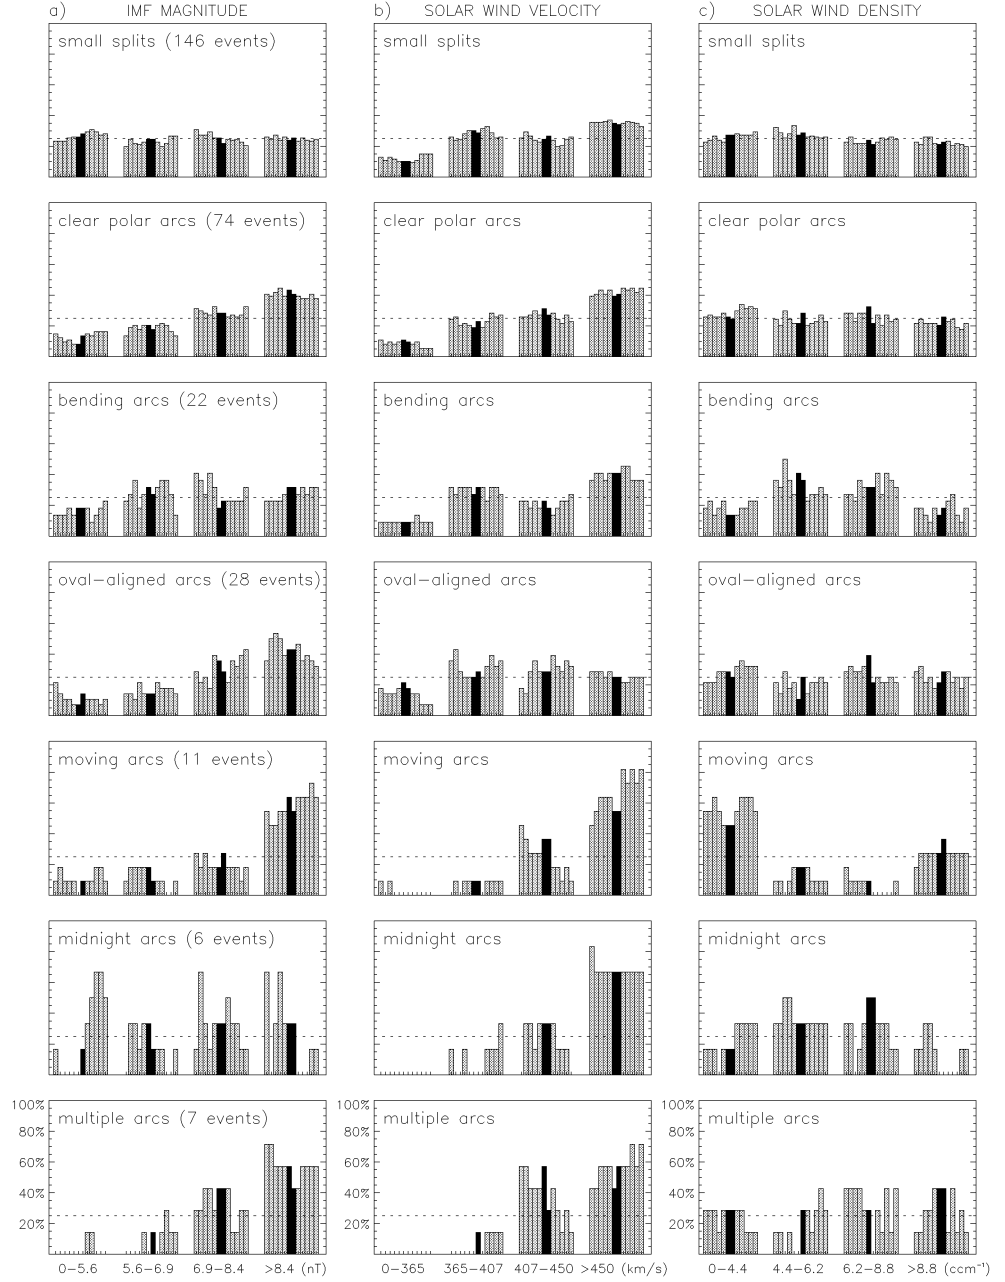 a) IMF MAGNITUDE b) SOLAR WIND VELOCITY c) SOLAR WIND DENSITY
small splits (146 events) small splits small splits
clear polar arcs (74 events) clear polar arcs clear polar arcs
bending arcs (22 events) bending arcs bending arcs
oval-aligned arcs (28 events) oval-aligned arcs oval-aligned arcs
moving arcs (11 events) moving arcs moving arcs
midnight arcs (6 events) midnight arcs midnight arcs
100% 100% 100%
multiple arcs (7 events) multiple arcs multiple arcs
80% 80% 80%
60% 60% 60%
40% 40% 40%
20% 20% 20%
0-5.6 5.6-6.9 6.9-8.4 >8.4 (nT) 0-365 365-407 407-450 >450 (km/s) 0-4.4 4.4-6.2 6.2-8.8 >8.8 (ccm⁻¹)